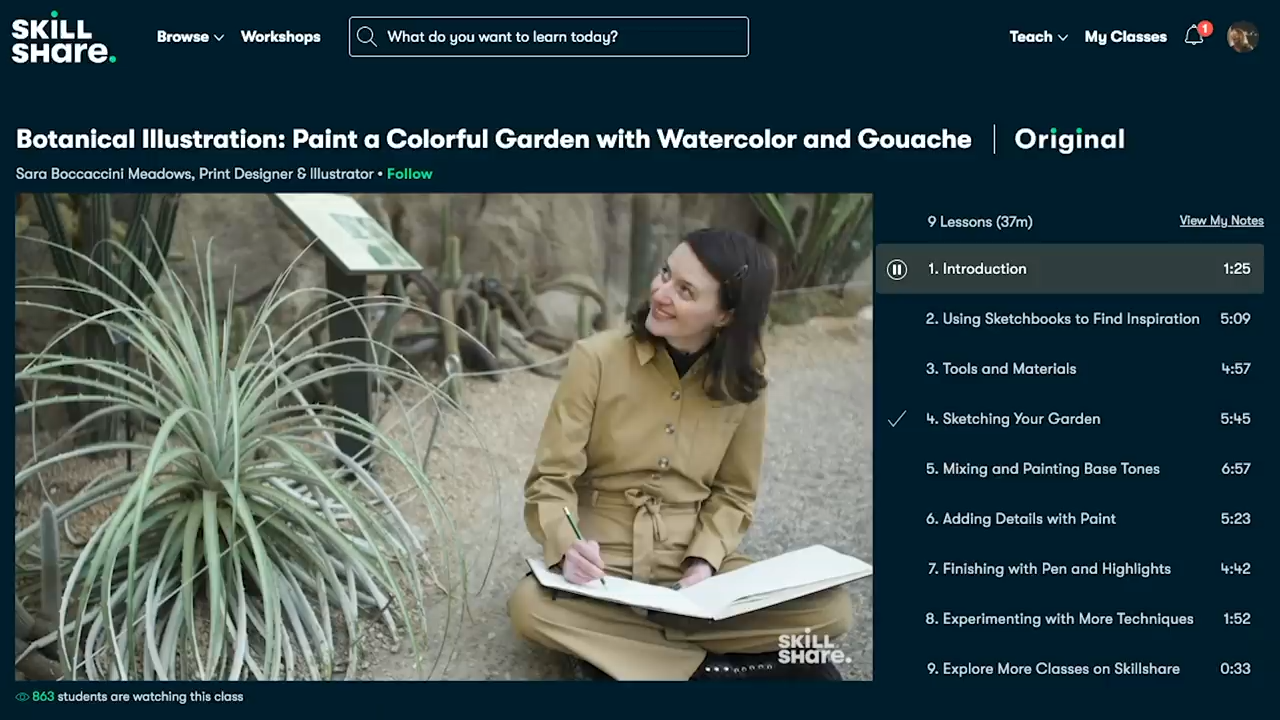 SKILL
SHARE.
Browse
Workshops
What do you want to learn today?
Teach
My Classes
1
Botanical Illustration: Paint a Colorful Garden with Watercolor and Gouache | Original
Sara Boccaccini Meadows, Print Designer & Illustrator • Follow
9 Lessons (37m)
View My Notes
1. Introduction 1:25
2. Using Sketchbooks to Find Inspiration 5:09
3. Tools and Materials 4:57
4. Sketching Your Garden 5:45
5. Mixing and Painting Base Tones 6:57
6. Adding Details with Paint 5:23
7. Finishing with Pen and Highlights 4:42
8. Experimenting with More Techniques 1:52
9. Explore More Classes on Skillshare 0:33
SKILL
SHARE.
863 students are watching this class